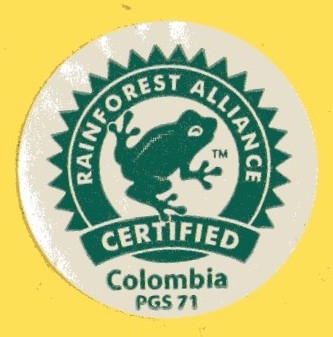 RAINFOREST ALLIANCE
TM
CERTIFIED
Colombia
PGS 71